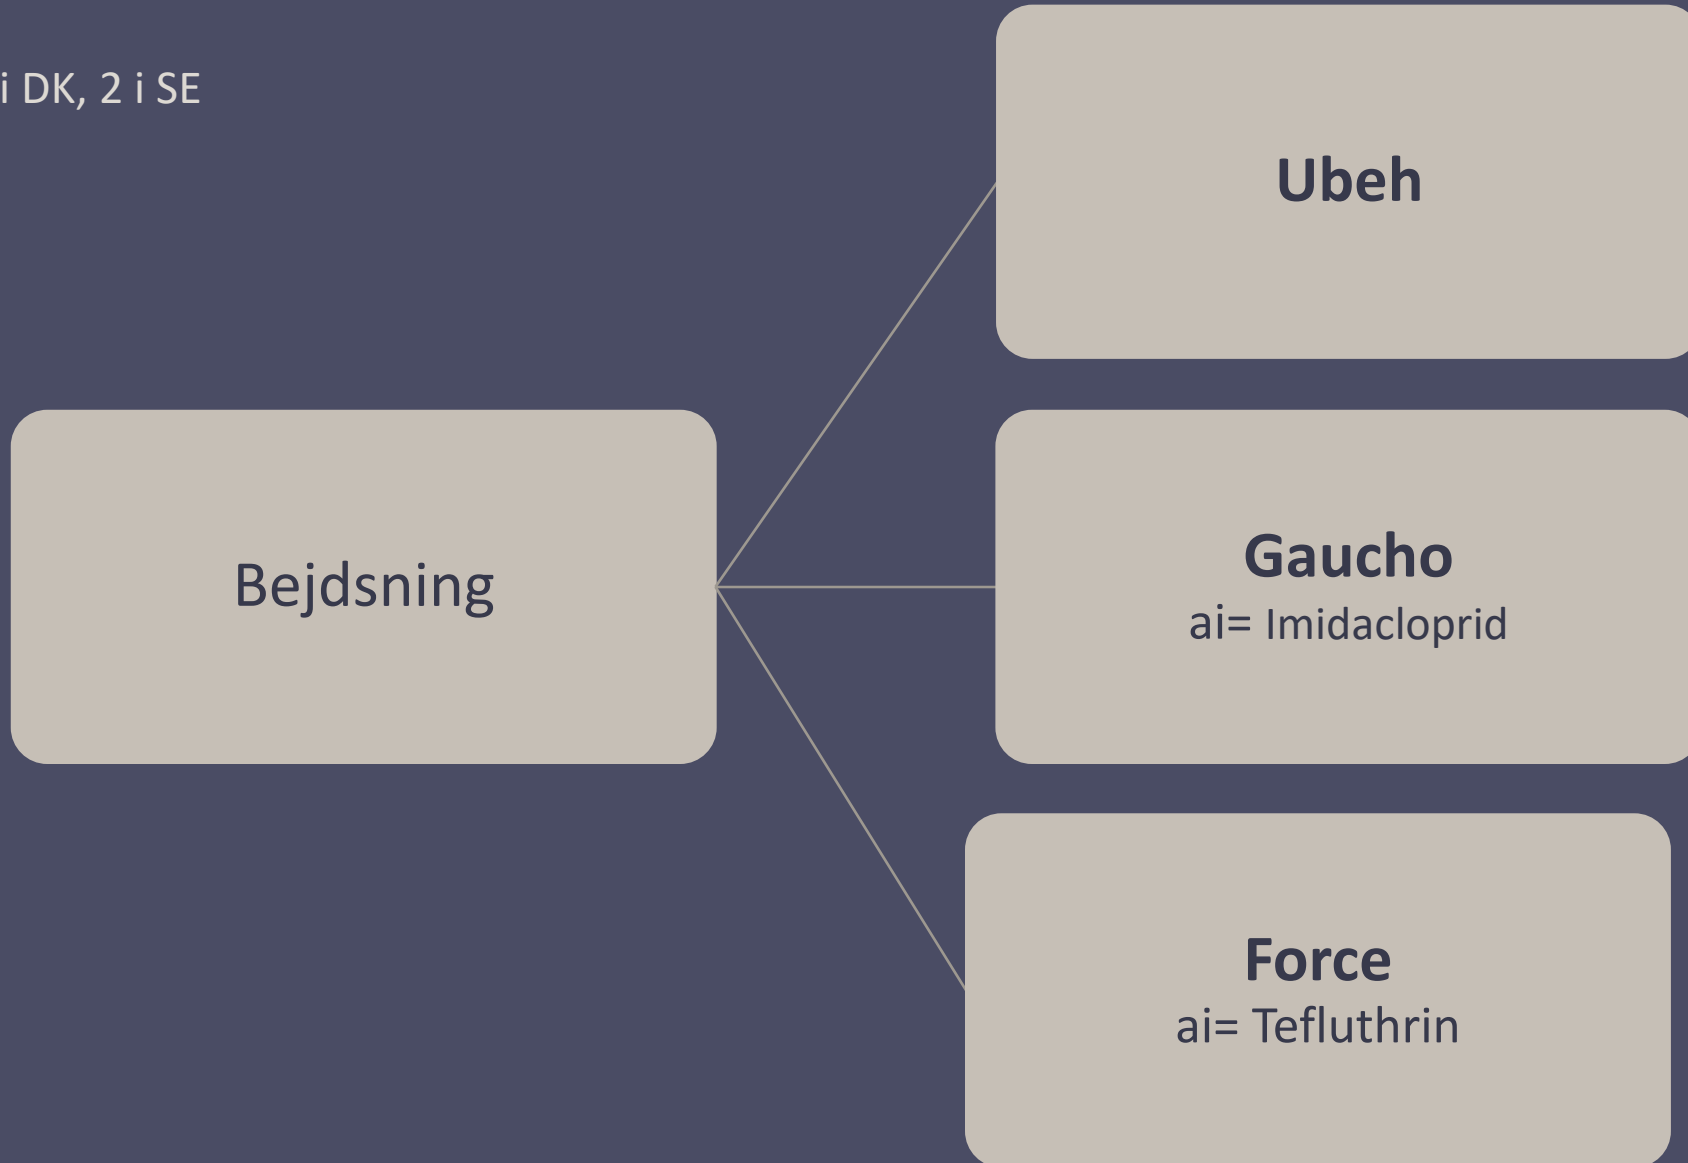 i DK, 2 i SE
Ubeh
Bejdsning
Gaucho
ai= Imidacloprid
Force
ai= Tefluthrin